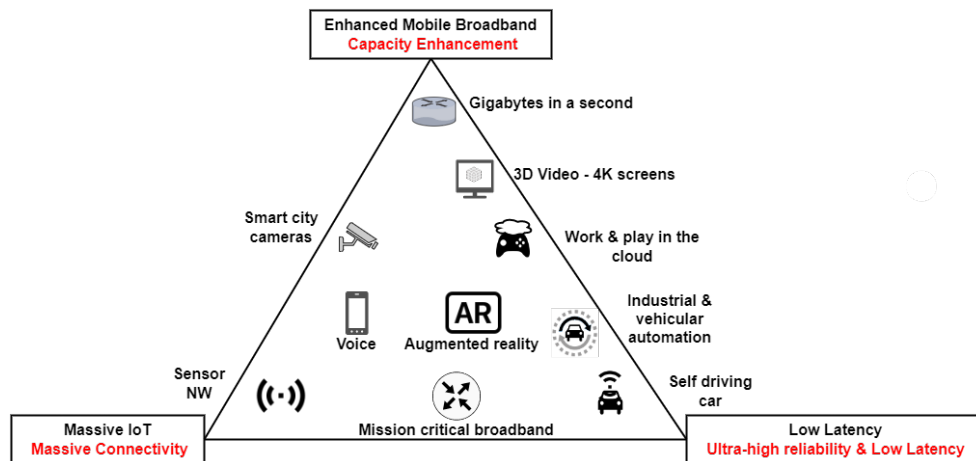 Enhanced Mobile Broadband
Capacity Enhancement
Gigabytes in a second
3D Video - 4K screens
Smart city
cameras
Work & play in the
cloud
Industrial &
vehicular
automation
AR
Voice
Augmented reality
Sensor
NW
Self driving
car
Mission critical broadband
Massive IoT
Massive Connectivity
Low Latency
Ultra-high reliability & Low Latency